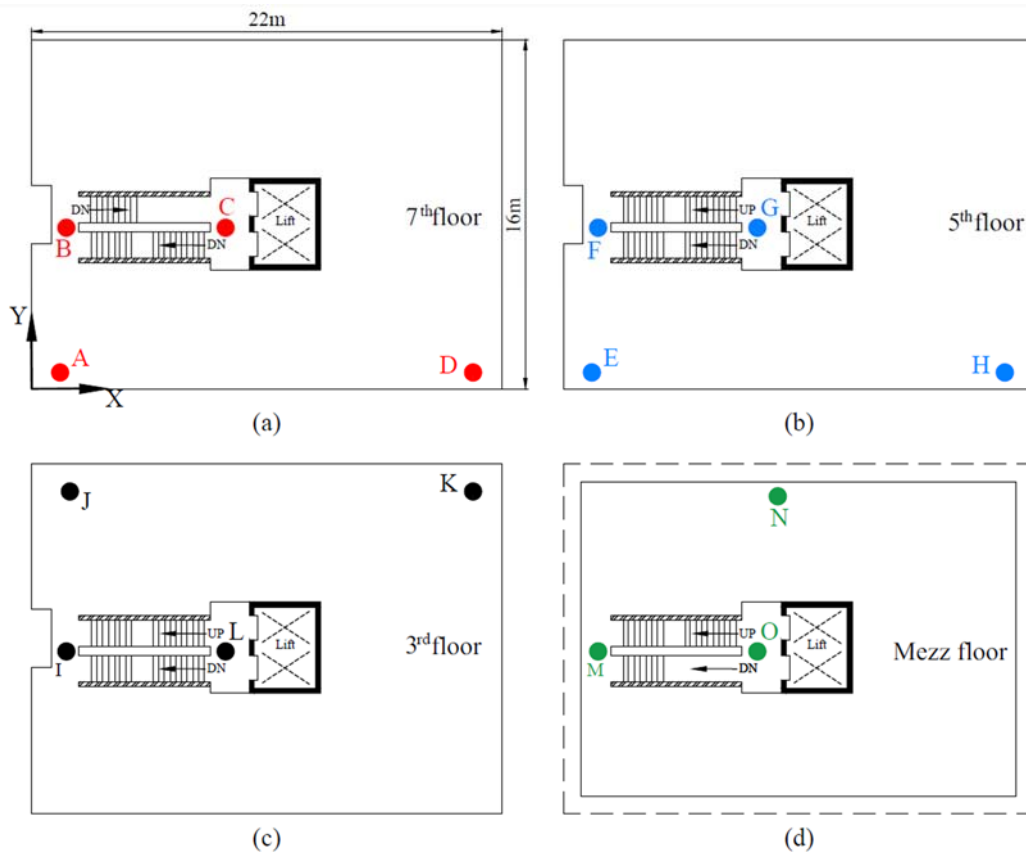 22m
16m
7th floor
DN
C
Lift
B
DN
Y
A
D
X
(a)
5th floor
UP
G
Lift
F
DN
E
H
(b)
J
K
3rd floor
UP
L
Lift
I
DN
(c)
N
Mezz floor
UP
O
Lift
M
DN
(d)